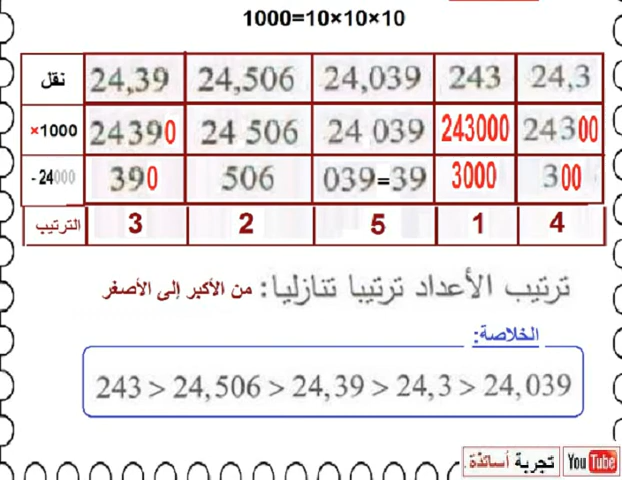 1000=10×10×10
نقل 24,39 24,506 24,039 243 24,3
×1000 24390 24 506 24 039 243000 24300
- 24000 390 506 039=39 3000 300
الترتيب 3 2 5 1 4
ترتيب الأعداد ترتيبا تنازليا: من الأكبر إلى الأصغر
الخلاصة:
243 > 24,506 > 24,39 > 24,3 > 24,039
تجربة أساتذة. YouTube